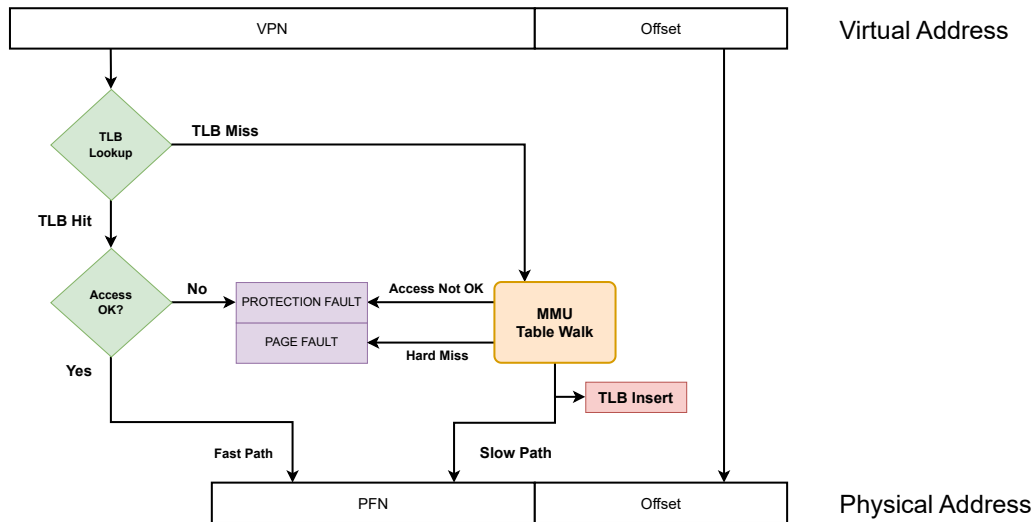 VPN
Offset
Virtual Address
TLB
Lookup
TLB Miss
TLB Hit
Access
OK?
No
PROTECTION FAULT
PAGE FAULT
Access Not OK
Hard Miss
MMU
Table Walk
Yes
TLB Insert
Fast Path
Slow Path
PFN
Offset
Physical Address